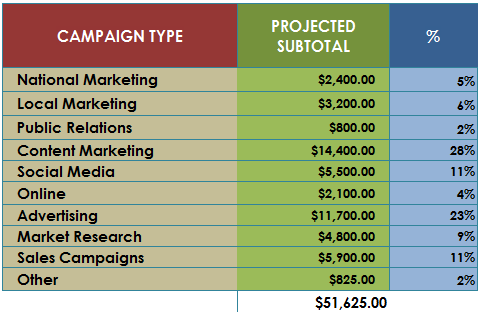 CAMPAIGN TYPE PROJECTED SUBTOTAL %
National Marketing $2,400.00 5%
Local Marketing $3,200.00 6%
Public Relations $800.00 2%
Content Marketing $14,400.00 28%
Social Media $5,500.00 11%
Online $2,100.00 4%
Advertising $11,700.00 23%
Market Research $4,800.00 9%
Sales Campaigns $5,900.00 11%
Other $825.00 2%
$51,625.00